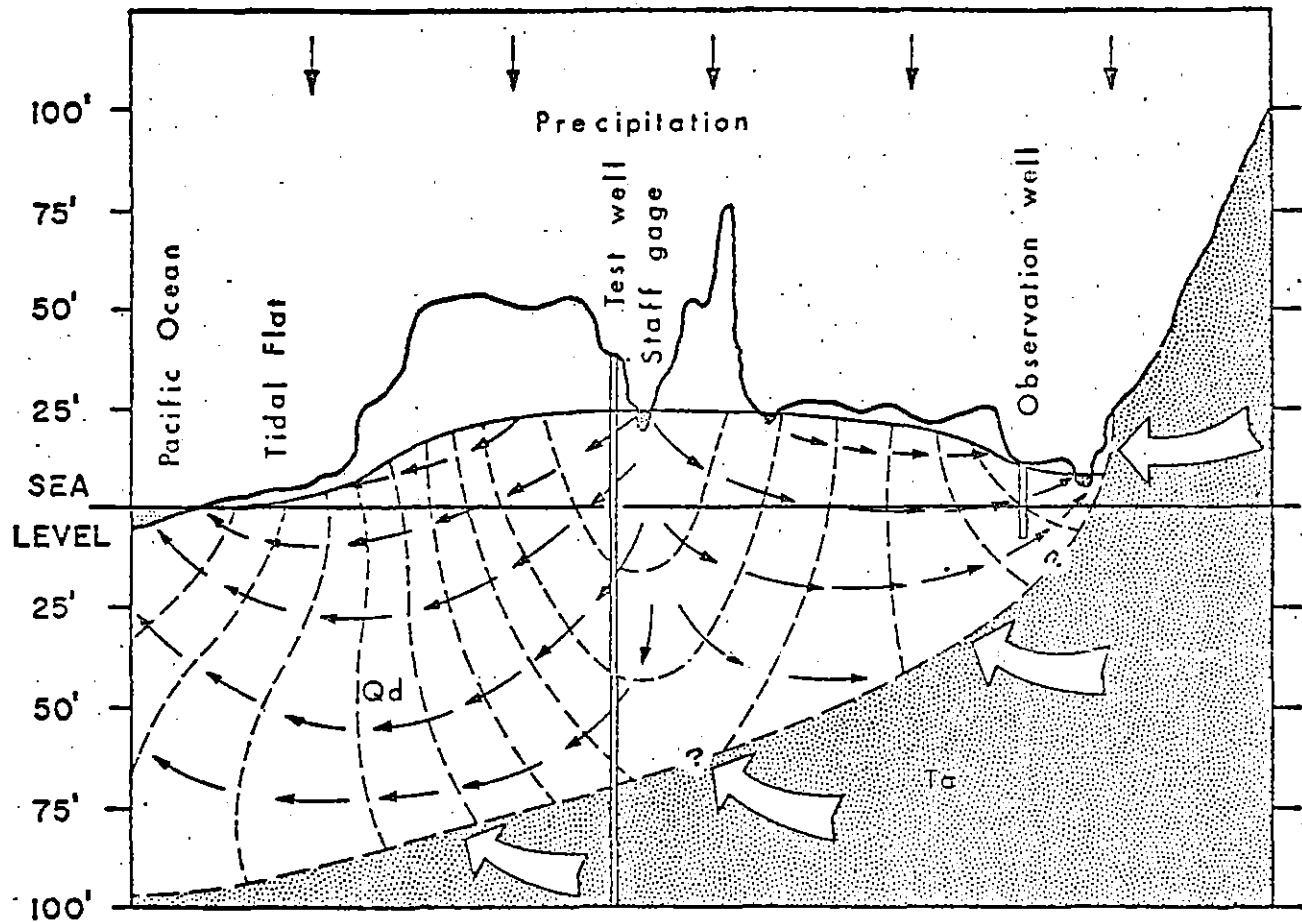 Precipitation
100'
75'
50'
25'
SEA
LEVEL
25'
50'
75'
100'
Pacific Ocean
Tidal Flat
Test well
Staff gage
Observation well
Qd
?
?